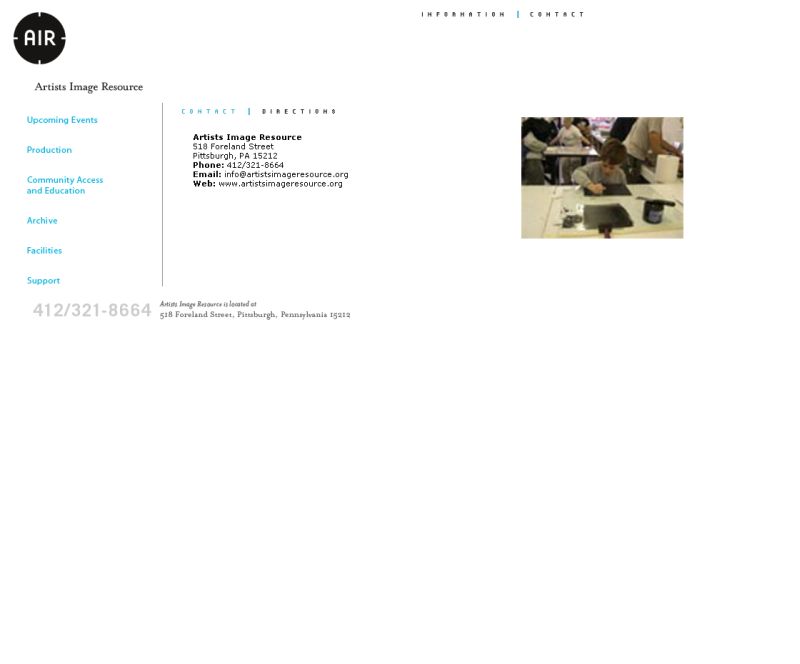 AIR
INFORMATION | CONTACT
Artists Image Resource
Upcoming Events
Production
Community Access
and Education
Archive
Facilities
Support
CONTACT | DIRECTIONS
Artists Image Resource
518 Foreland Street
Pittsburgh, PA 15212
Phone: 412/321-8664
Email: info@artistsimageresource.org
Web: www.artistsimageresource.org
412/321-8664
Artists Image Resource is located at
518 Foreland Street, Pittsburgh, Pennsylvania 15212